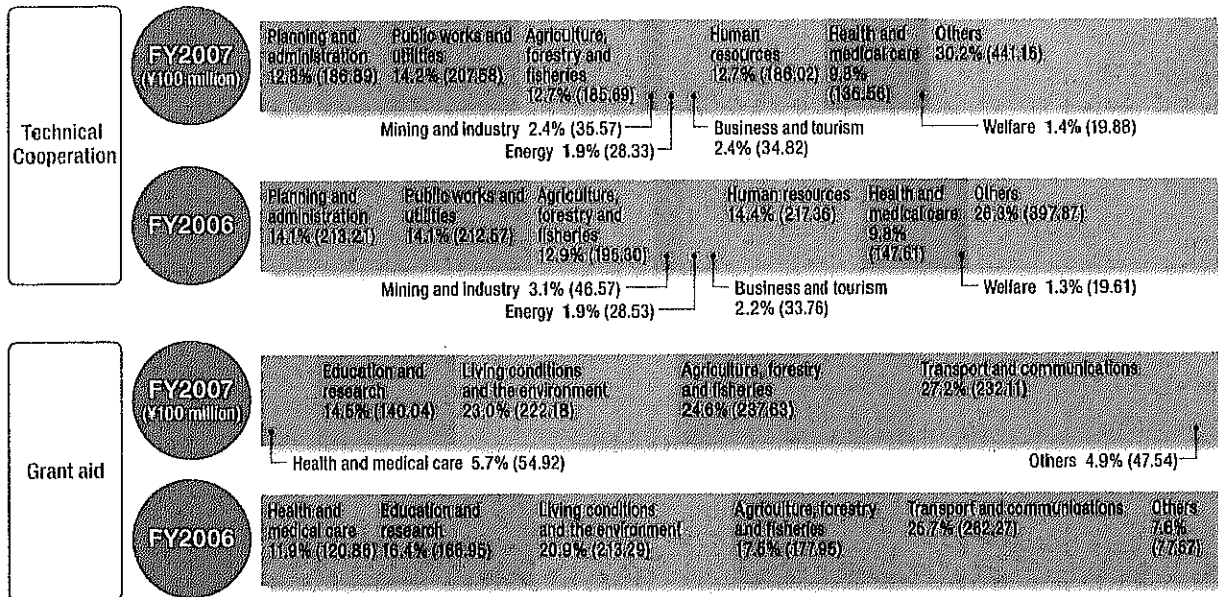 Technical
Cooperation
FY2007
(¥100 million)
Planning and
administration
12.8% (186.89)
Public works and
utilities
14.2% (207.58)
Agriculture,
forestry and
fisheries
12.7% (185.69)
Human
resources
12.7% (186.02)
Health and
medical care
9.3%
(136.56)
Others
30.2% (441.15)
Mining and industry 2.4% (35.57)
Energy 1.9% (28.33)
Business and tourism
2.4% (34.82)
Welfare 1.4% (19.88)
FY2006
Planning and
administration
14.1% (213.21)
Public works and
utilities
14.1% (212.57)
Agriculture,
forestry and
fisheries
12.9% (195.30)
Human resources
14.4% (217.36)
Health and
medical care
9.8%
(147.61)
Others
26.3% (397.87)
Mining and industry 3.1% (46.57)
Energy 1.9% (28.53)
Business and tourism
2.2% (33.76)
Welfare 1.3% (19.61)
Grant aid
FY2007
(¥100 million)
Education and
research
14.5% (140.04)
Living conditions
and the environment
23.0% (222.18)
Agriculture, forestry
and fisheries
24.6% (237.63)
Transport and communications
27.2% (262.11)
Health and medical care 5.7% (54.92)
Others 4.9% (47.54)
FY2006
Health and
medical care
11.9% (120.88)
Education and
research
16.4% (166.95)
Living conditions
and the environment
20.9% (213.29)
Agriculture, forestry
and fisheries
17.5% (177.95)
Transport and communications
25.7% (262.27)
Others
7.6%
(77.57)